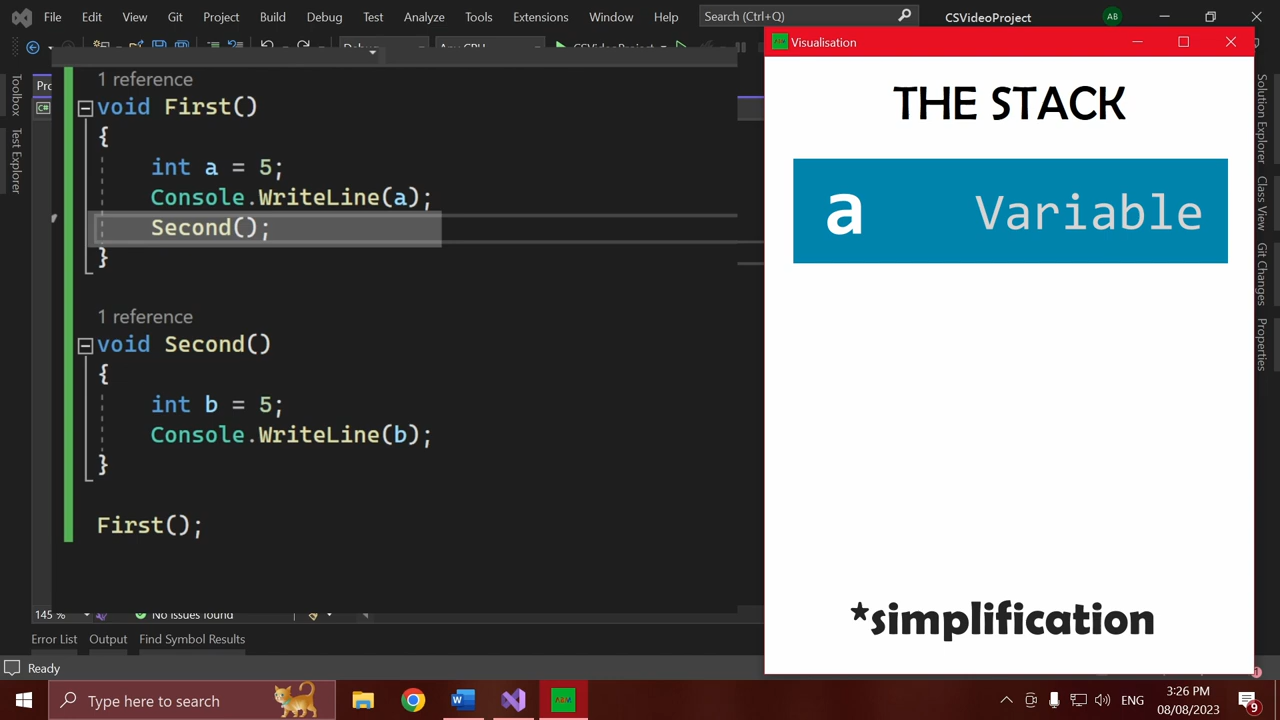 File Edit View Git Project Build Debug Test Analyze Tools Extensions Window Help Search (Ctrl+Q) CSVideoProject AB
Toolbox
Test Explorer
1 reference
void First()
{
int a = 5;
Console.WriteLine(a);
Second();
}
1 reference
void Second()
{
int b = 5;
Console.WriteLine(b);
}
First();
145 % No issues found
Error List Output Find Symbol Results
Ready
Visualisation
THE STACK
a Variable
*simplification
Solution Explorer
Class View
Git Changes
Properties
Type here to search
ENG
3:26 PM
08/08/2023
9